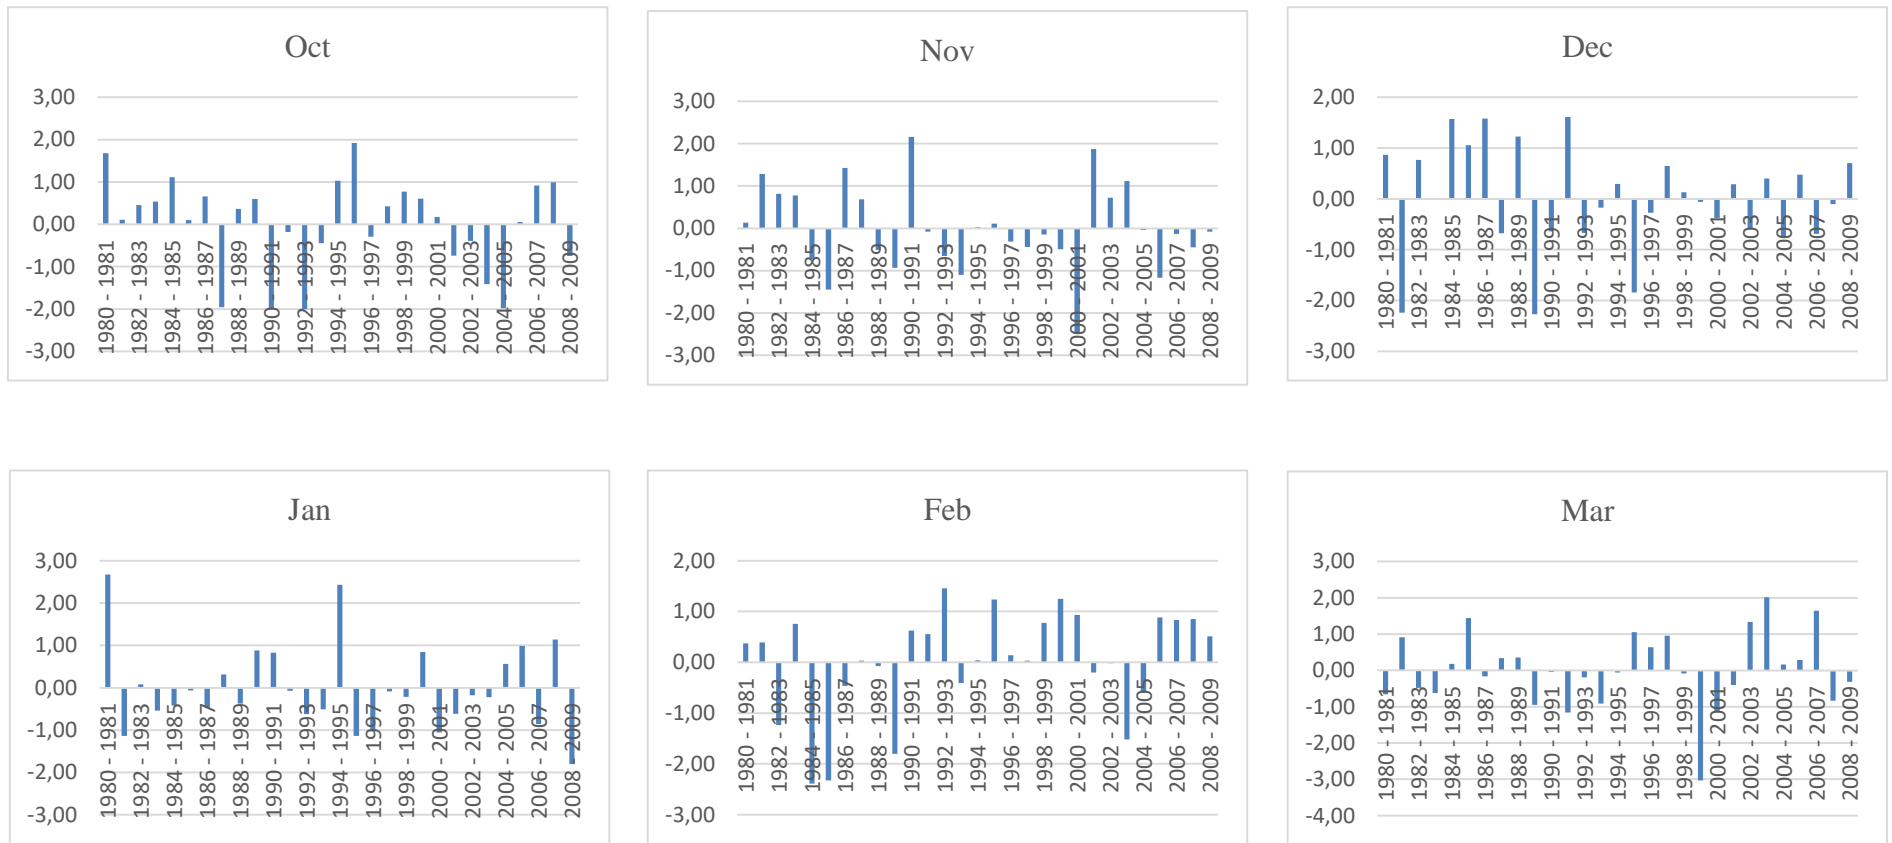 Oct
3,00
2,00
1,00
0,00
-1,00
-2,00
-3,00
1980 - 1981
1982 - 1983
1984 - 1985
1986 - 1987
1988 - 1989
1990 - 1991
1992 - 1993
1994 - 1995
1996 - 1997
1998 - 1999
2000 - 2001
2002 - 2003
2004 - 2005
2006 - 2007
2008 - 2009
Nov
3,00
2,00
1,00
0,00
-1,00
-2,00
-3,00
1980 - 1981
1982 - 1983
1984 - 1985
1986 - 1987
1988 - 1989
1990 - 1991
1992 - 1993
1994 - 1995
1996 - 1997
1998 - 1999
2000 - 2001
2002 - 2003
2004 - 2005
2006 - 2007
2008 - 2009
Dec
2,00
1,00
0,00
-1,00
-2,00
-3,00
1980 - 1981
1982 - 1983
1984 - 1985
1986 - 1987
1988 - 1989
1990 - 1991
1992 - 1993
1994 - 1995
1996 - 1997
1998 - 1999
2000 - 2001
2002 - 2003
2004 - 2005
2006 - 2007
2008 - 2009
Jan
3,00
2,00
1,00
0,00
-1,00
-2,00
-3,00
1980 - 1981
1982 - 1983
1984 - 1985
1986 - 1987
1988 - 1989
1990 - 1991
1992 - 1993
1994 - 1995
1996 - 1997
1998 - 1999
2000 - 2001
2002 - 2003
2004 - 2005
2006 - 2007
2008 - 2009
Feb
2,00
1,00
0,00
-1,00
-2,00
-3,00
1980 - 1981
1982 - 1983
1984 - 1985
1986 - 1987
1988 - 1989
1990 - 1991
1992 - 1993
1994 - 1995
1996 - 1997
1998 - 1999
2000 - 2001
2002 - 2003
2004 - 2005
2006 - 2007
2008 - 2009
Mar
3,00
2,00
1,00
0,00
-1,00
-2,00
-3,00
-4,00
1980 - 1981
1982 - 1983
1984 - 1985
1986 - 1987
1988 - 1989
1990 - 1991
1992 - 1993
1994 - 1995
1996 - 1997
1998 - 1999
2000 - 2001
2002 - 2003
2004 - 2005
2006 - 2007
2008 - 2009